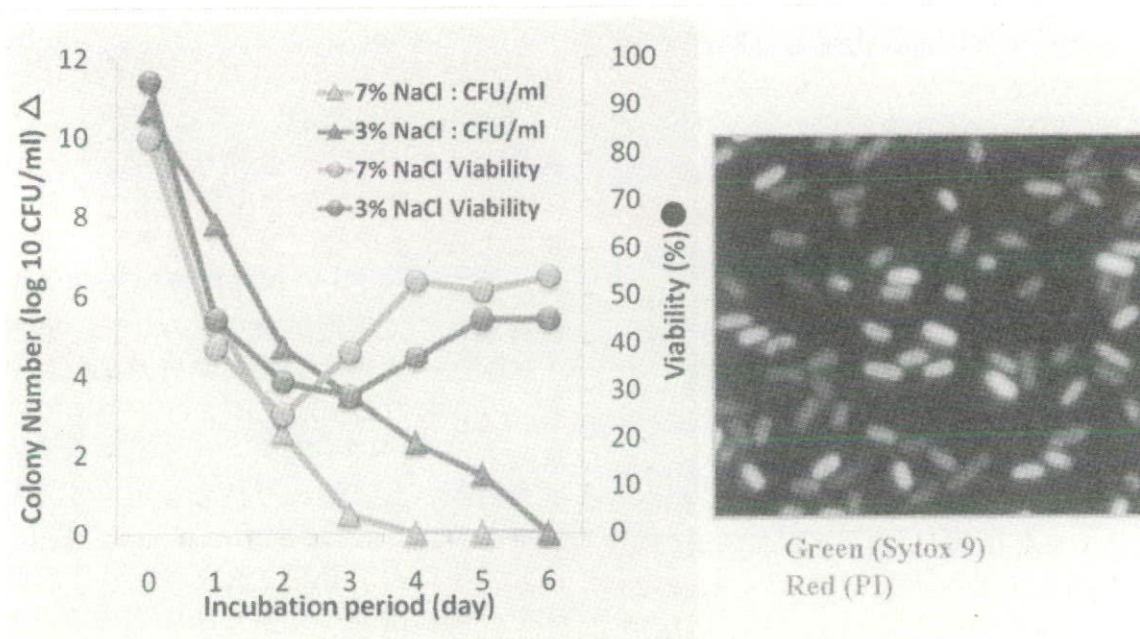 12
10
8
6
4
2
0
Colony Number (log 10 CFU/ml) △
7% NaCl : CFU/ml
3% NaCl : CFU/ml
7% NaCl Viability
3% NaCl Viability
100
90
80
70
60
50
40
30
20
10
0
Viability (%)
0 1 2 3 4 5 6
Incubation period (day)
Green (Sytox 9)
Red (PI)